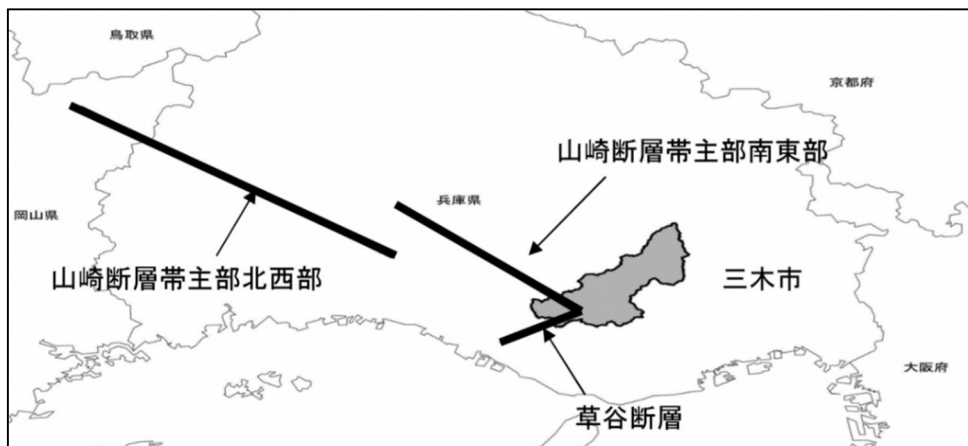 鳥取県
京都府
山崎断層帯主部南東部
兵庫県
岡山県
山崎断層帯主部北西部
三木市
大阪府
草谷断層